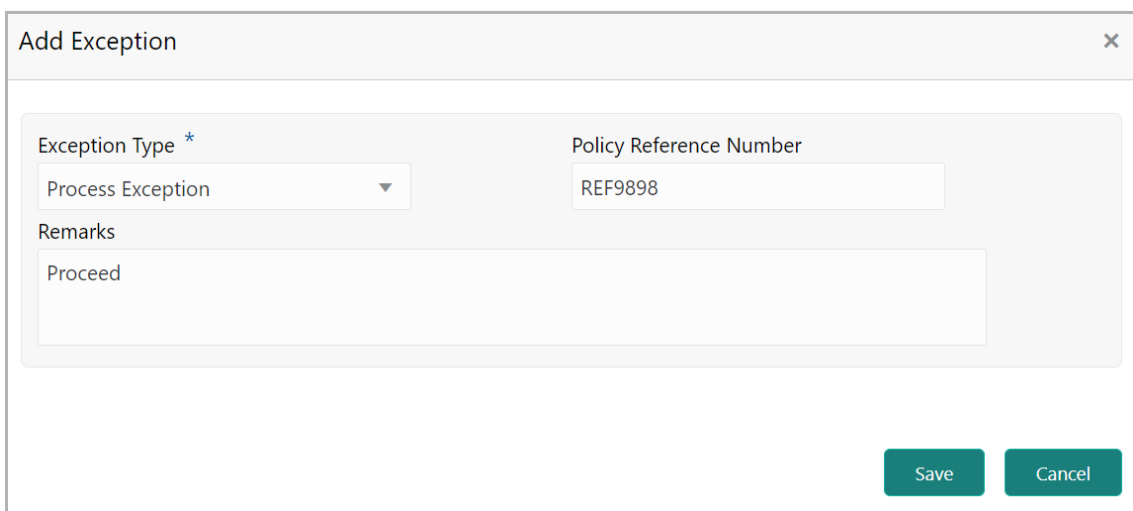 Add Exception ×
Exception Type * Policy Reference Number
Process Exception REF9898
Remarks
Proceed
Save Cancel